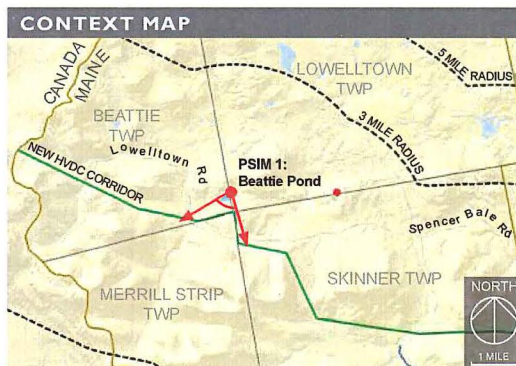 CONTEXT MAP
CANADA
MAINE
LOWELLTOWN
TWP
5 MILE RADIUS
3 MILE RADIUS
BEATTIE
TWP
Lowelltown Rd
NEW HVDC CORRIDOR
PSIM 1:
Beattie Pond
Spencer Bale Rd
SKINNER TWP
MERRILL STRIP
TWP
NORTH
1 MILE